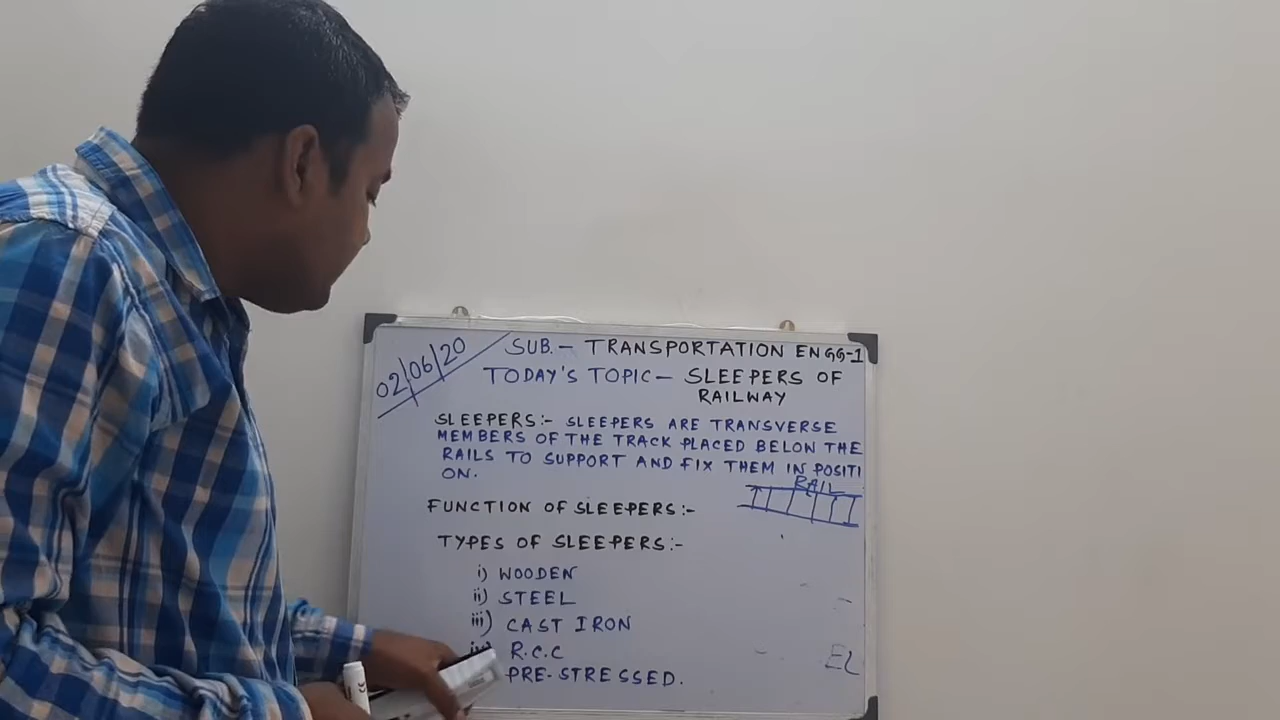 02/06/20
SUB.- TRANSPORTATION ENGG-1
TODAY'S TOPIC- SLEEPERS OF
RAILWAY
SLEEPERS:- SLEEPERS ARE TRANSVERSE
MEMBERS OF THE TRACK PLACED BELOW THE
RAILS TO SUPPORT AND FIX THEM IN POSITI
ON.
RAIL
FUNCTION OF SLEEPERS:-
TYPES OF SLEEPERS:-
i) WOODEN
ii) STEEL
iii) CAST IRON
iv) R.C.C
PRE-STRESSED.
EL